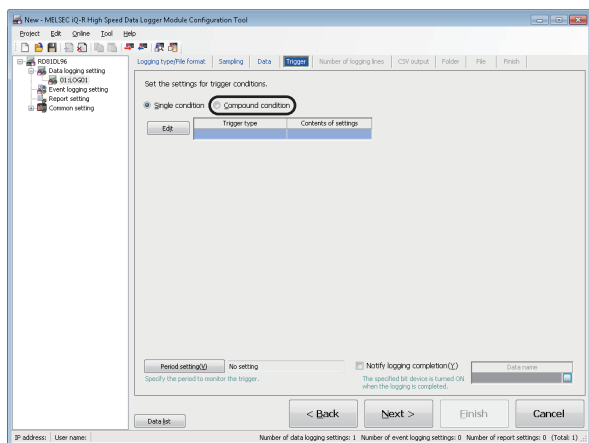 New - MELSEC iQ-R High Speed Data Logger Module Configuration Tool
Project Edit Online Tool Help
RD81DL96
Data logging setting
01:LOG01
Event logging setting
Report setting
Common setting
Logging type/File format Sampling Data Trigger Number of logging lines CSV output Folder File Finish
Set the settings for trigger conditions.
Single condition Compound condition
Edit Trigger type Contents of settings
Period setting(V) No setting
Specify the period to monitor the trigger.
Notify logging completion(Y)
The specified bit device is turned ON
when the logging is completed.
Data name
Data list < Back Next > Finish Cancel
IP address: User name: Number of data logging settings: 1 Number of event logging settings: 0 Number of report settings: 0 (Total: 1)